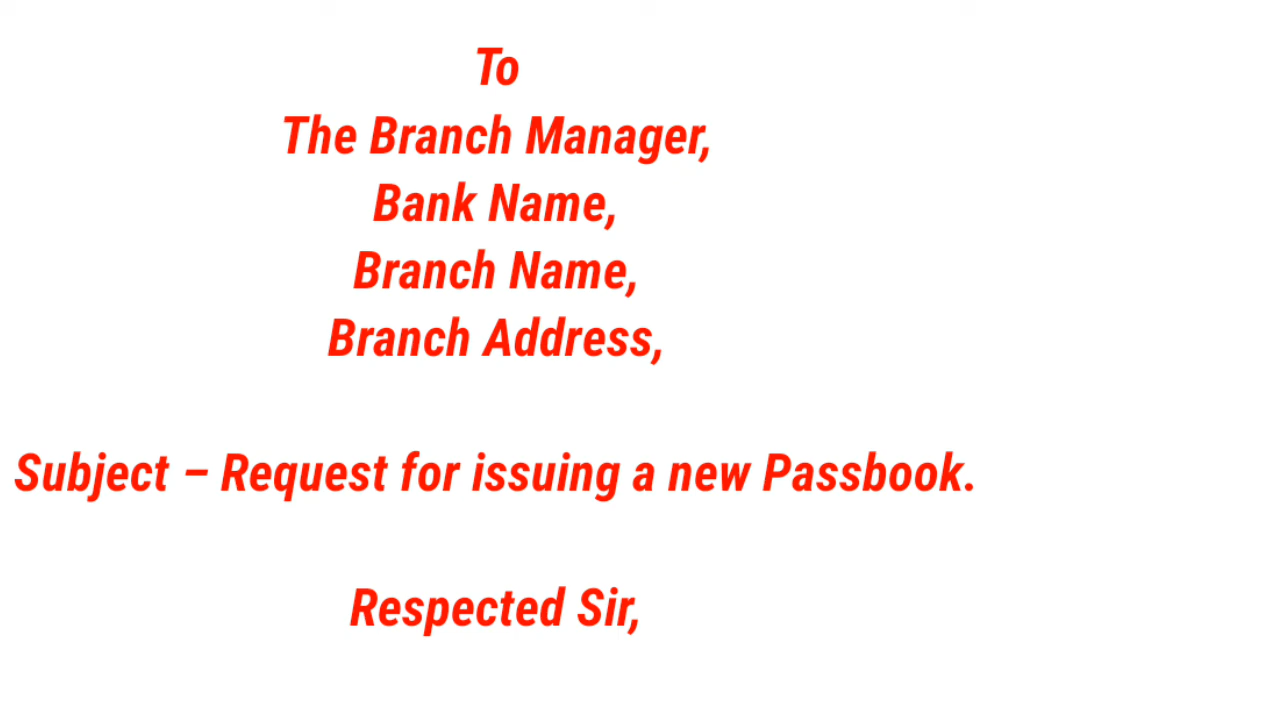 To
The Branch Manager,
Bank Name,
Branch Name,
Branch Address,
Subject – Request for issuing a new Passbook.
Respected Sir,